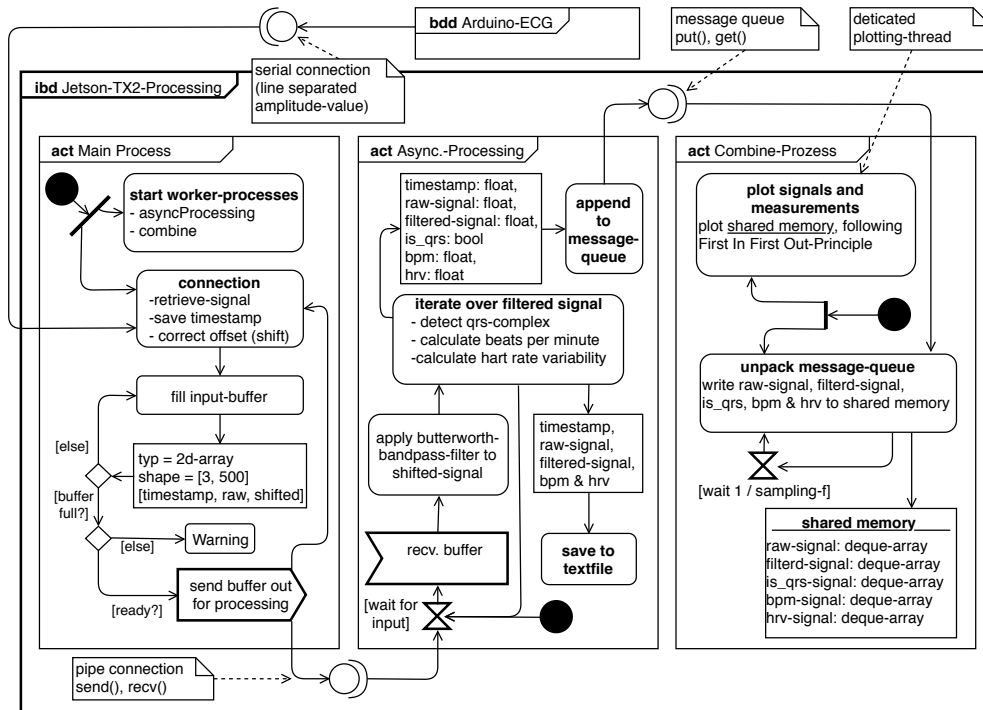 bdd Arduino-ECG
message queue
put(), get()
deticated
plotting-thread
serial connection
(line separated
amplitude-value)
ibd Jetson-TX2-Processing
act Main Process
start worker-processes
- asyncProcessing
- combine
connection
-retrieve-signal
-save timestamp
- correct offset (shift)
fill input-buffer
[else]
typ = 2d-array
shape = [3, 500]
[timestamp, raw, shifted]
[buffer
full?]
[else]
Warning
[ready?]
send buffer out
for processing
pipe connection
send(), recv()
act Async.-Processing
timestamp: float,
raw-signal: float,
filtered-signal: float,
is_qrs: bool
bpm: float,
hrv: float
append
to
message-
queue
iterate over filtered signal
- detect qrs-complex
- calculate beats per minute
-calculate hart rate variability
apply butterworth-
bandpass-filter to
shifted-signal
timestamp,
raw-signal,
filtered-signal,
bpm & hrv
recv. buffer
save to
textfile
[wait for
input]
act Combine-Prozess
plot signals and
measurements
plot shared memory, following
First In First Out-Principle
unpack message-queue
write raw-signal, filterd-signal,
is_qrs, bpm & hrv to shared memory
[wait 1 / sampling-f]
shared memory
raw-signal: deque-array
filterd-signal: deque-array
is_qrs-signal: deque-array
bpm-signal: deque-array
hrv-signal: deque-array